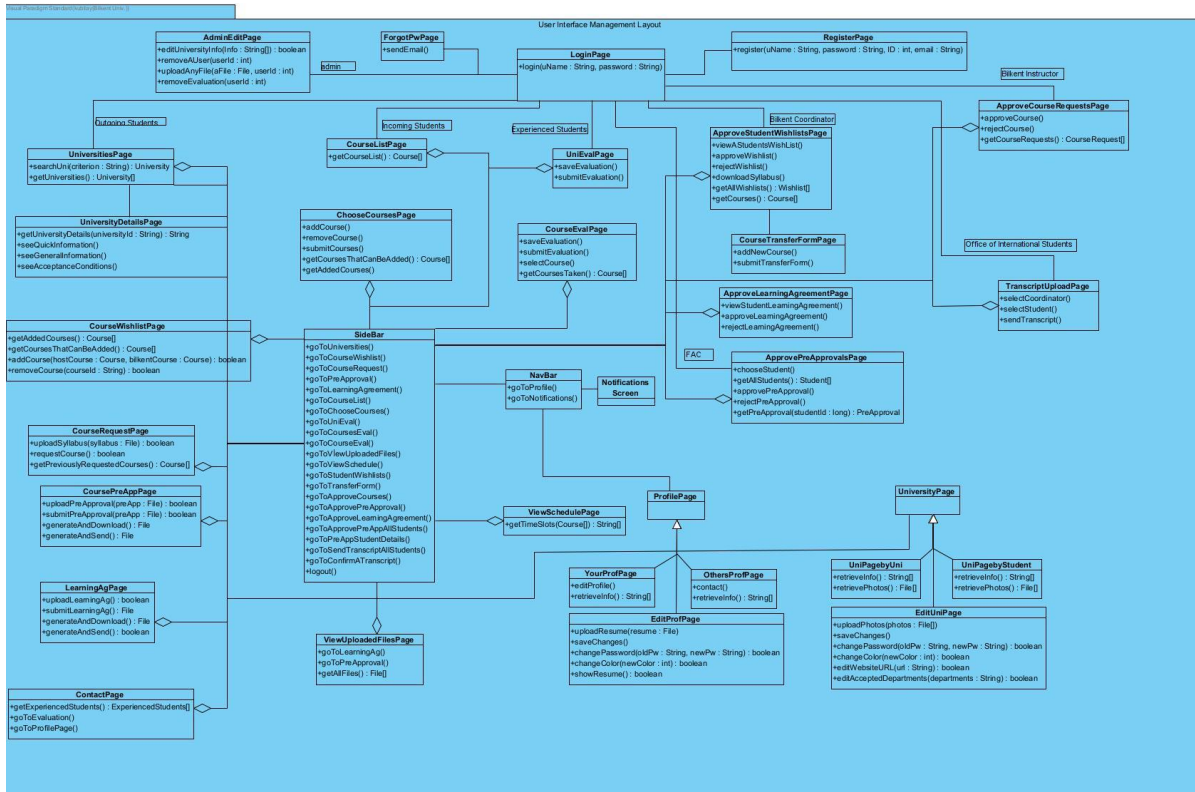 Visual Paradigm Standard(kubilay(Bilkent Univ.))
User Interface Management Layout
AdminEditPage
+editUniversityInfo(Info : String[]) : boolean
+removeAUser(userId : int)
+uploadAnyFile(aFile : File, userId : int)
+removeEvaluation(userId : int)
ForgotPwPage
+sendEmail()
LoginPage
+login(uName : String, password : String)
RegisterPage
+register(uName : String, password : String, ID : int, email : String)
admin
Bilkent Instructor
Outgoing Students
Incoming Students
Experienced Students
Bilkent Coordinator
ApproveCourseRequestsPage
+approveCourse()
+rejectCourse()
+getCourseRequests() : CourseRequest[]
UniversitiesPage
+searchUni(criterion : String) : University
+getUniversities() : University[]
CourseListPage
+getCourseList() : Course[]
UniEvalPage
+saveEvaluation()
+submitEvaluation()
ApproveStudentWishlistsPage
+viewAStudentsWishList()
+approveWishlist()
+rejectWishlist()
+downloadSyllabus()
+getAllWishlists() : Wishlist[]
+getCourses() : Course[]
UniversityDetailsPage
+getUniversityDetails(universityId : String) : String
+seeQuickInformation()
+seeGeneralInformation()
+seeAcceptanceConditions()
ChooseCoursesPage
+addCourse()
+removeCourse()
+submitCourses()
+getCoursesThatCanBeAdded() : Course[]
+getAddedCourses()
CourseEvalPage
+saveEvaluation()
+submitEvaluation()
+selectCourse()
+getCoursesTaken() : Course[]
CourseTransferFormPage
+addNewCourse()
+submitTransferForm()
Office of International Students
TranscriptUploadPage
+selectCoordinator()
+selectStudent()
+sendTranscript()
ApproveLearningAgreementPage
+viewStudentLearningAgreement()
+approveLearningAgreement()
+rejectLearningAgreement()
CourseWishlistPage
+getAddedCourses() : Course[]
+getCoursesThatCanBeAdded() : Course[]
+addCourse(hostCourse : Course, bilkentCourse : Course) : boolean
+removeCourse(courseId : String) : boolean
SideBar
+goToUniversities()
+goToCourseWishlist()
+goToCourseRequest()
+goToPreApproval()
+goToLearningAgreement()
+goToCourseList()
+goToChooseCourses()
+goToUniEval()
+goToCoursesEval()
+goToCourseEval()
+goToViewUploadedFiles()
+goToViewSchedule()
+goToStudentWishlists()
+goToTransferForm()
+goToApproveCourses()
+goToApprovePreApproval()
+goToApproveLearningAgreement()
+goToApprovePreAppAllStudents()
+goToPreAppStudentDetails()
+goToSendTranscriptAllStudents()
+goToConfirmATranscript()
+logout()
FAC
ApprovePreApprovalsPage
+chooseStudent()
+getAllStudents() : Student[]
+approvePreApproval()
+rejectPreApproval()
+getPreApproval(studentId : long) : PreApproval
NavBar
+goToProfile()
+goToNotifications()
Notifications
Screen
CourseRequestPage
+uploadSyllabus(syllabus : File) : boolean
+requestCourse() : boolean
+getPreviouslyRequestedCourses() : Course[]
CoursePreAppPage
+uploadPreApproval(preApp : File) : boolean
+submitPreApproval(preApp : File) : boolean
+generateAndDownload() : File
+generateAndSend() : File
ViewSchedulePage
+getTimeSlots(Course[]) : String[]
ProfilePage
UniversityPage
LearningAgPage
+uploadLearningAg() : boolean
+submitLearningAg() : File
+generateAndDownload() : File
+generateAndSend() : boolean
YourProfPage
+editProfile()
+retrieveInfo() : String[]
OthersProfPage
+contact()
+retrieveInfo() : String[]
UniPagebyUni
+retrieveInfo() : String[]
+retrievePhotos() : File[]
UniPagebyStudent
+retrieveInfo() : String[]
+retrievePhotos() : File[]
ViewUploadedFilesPage
+goToLearningAg()
+goToPreApproval()
+getAllFiles() : File[]
EditProfPage
+uploadResume(resume : File)
+saveChanges()
+changePassword(oldPw : String, newPw : String) : boolean
+changeColor(newColor : int) : boolean
+showResume() : boolean
EditUniPage
+uploadPhotos(photos : File[])
+saveChanges()
+changePassword(oldPw : String, newPw : String) : boolean
+changeColor(newColor : int) : boolean
+editWebsiteURL(url : String) : boolean
+editAcceptedDepartments(departments : String) : boolean
ContactPage
+getExperiencedStudents() : ExperiencedStudents[]
+goToEvaluation()
+goToProfilePage()